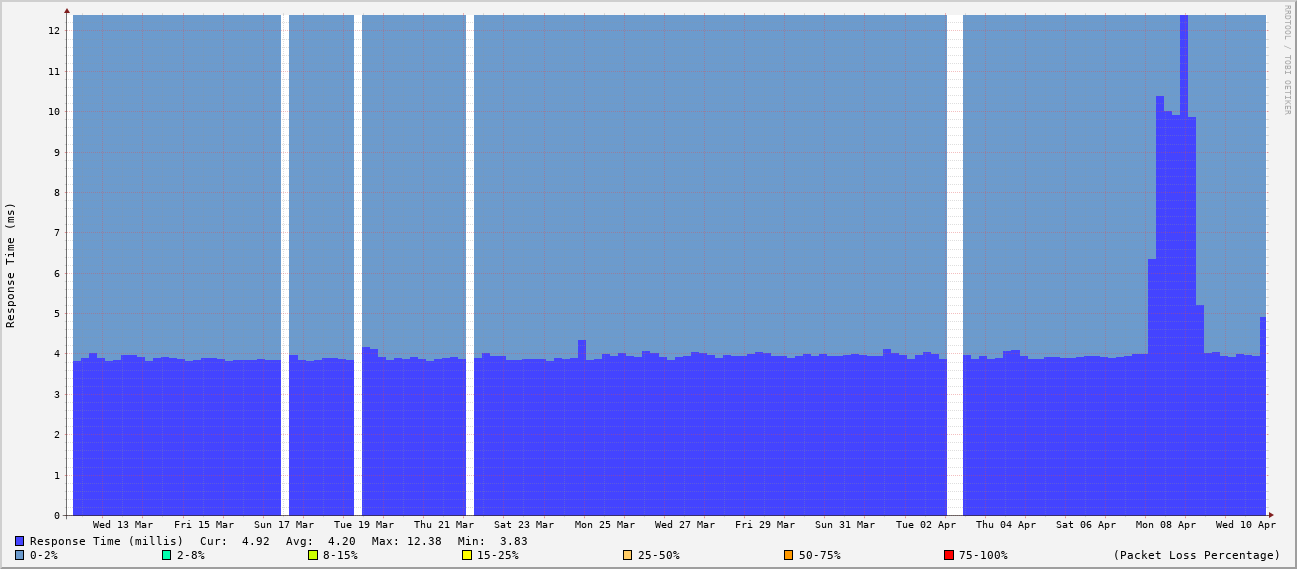 RRDTOOL / TOBI OETIKER
Response Time (ms)
12
11
10
9
8
7
6
5
4
3
2
1
0
Wed 13 Mar Fri 15 Mar Sun 17 Mar Tue 19 Mar Thu 21 Mar Sat 23 Mar Mon 25 Mar Wed 27 Mar Fri 29 Mar Sun 31 Mar Tue 02 Apr Thu 04 Apr Sat 06 Apr Mon 08 Apr Wed 10 Apr
Response Time (millis) Cur: 4.92 Avg: 4.20 Max: 12.38 Min: 3.83
0-2% 2-8% 8-15% 15-25% 25-50% 50-75% 75-100% (Packet Loss Percentage)